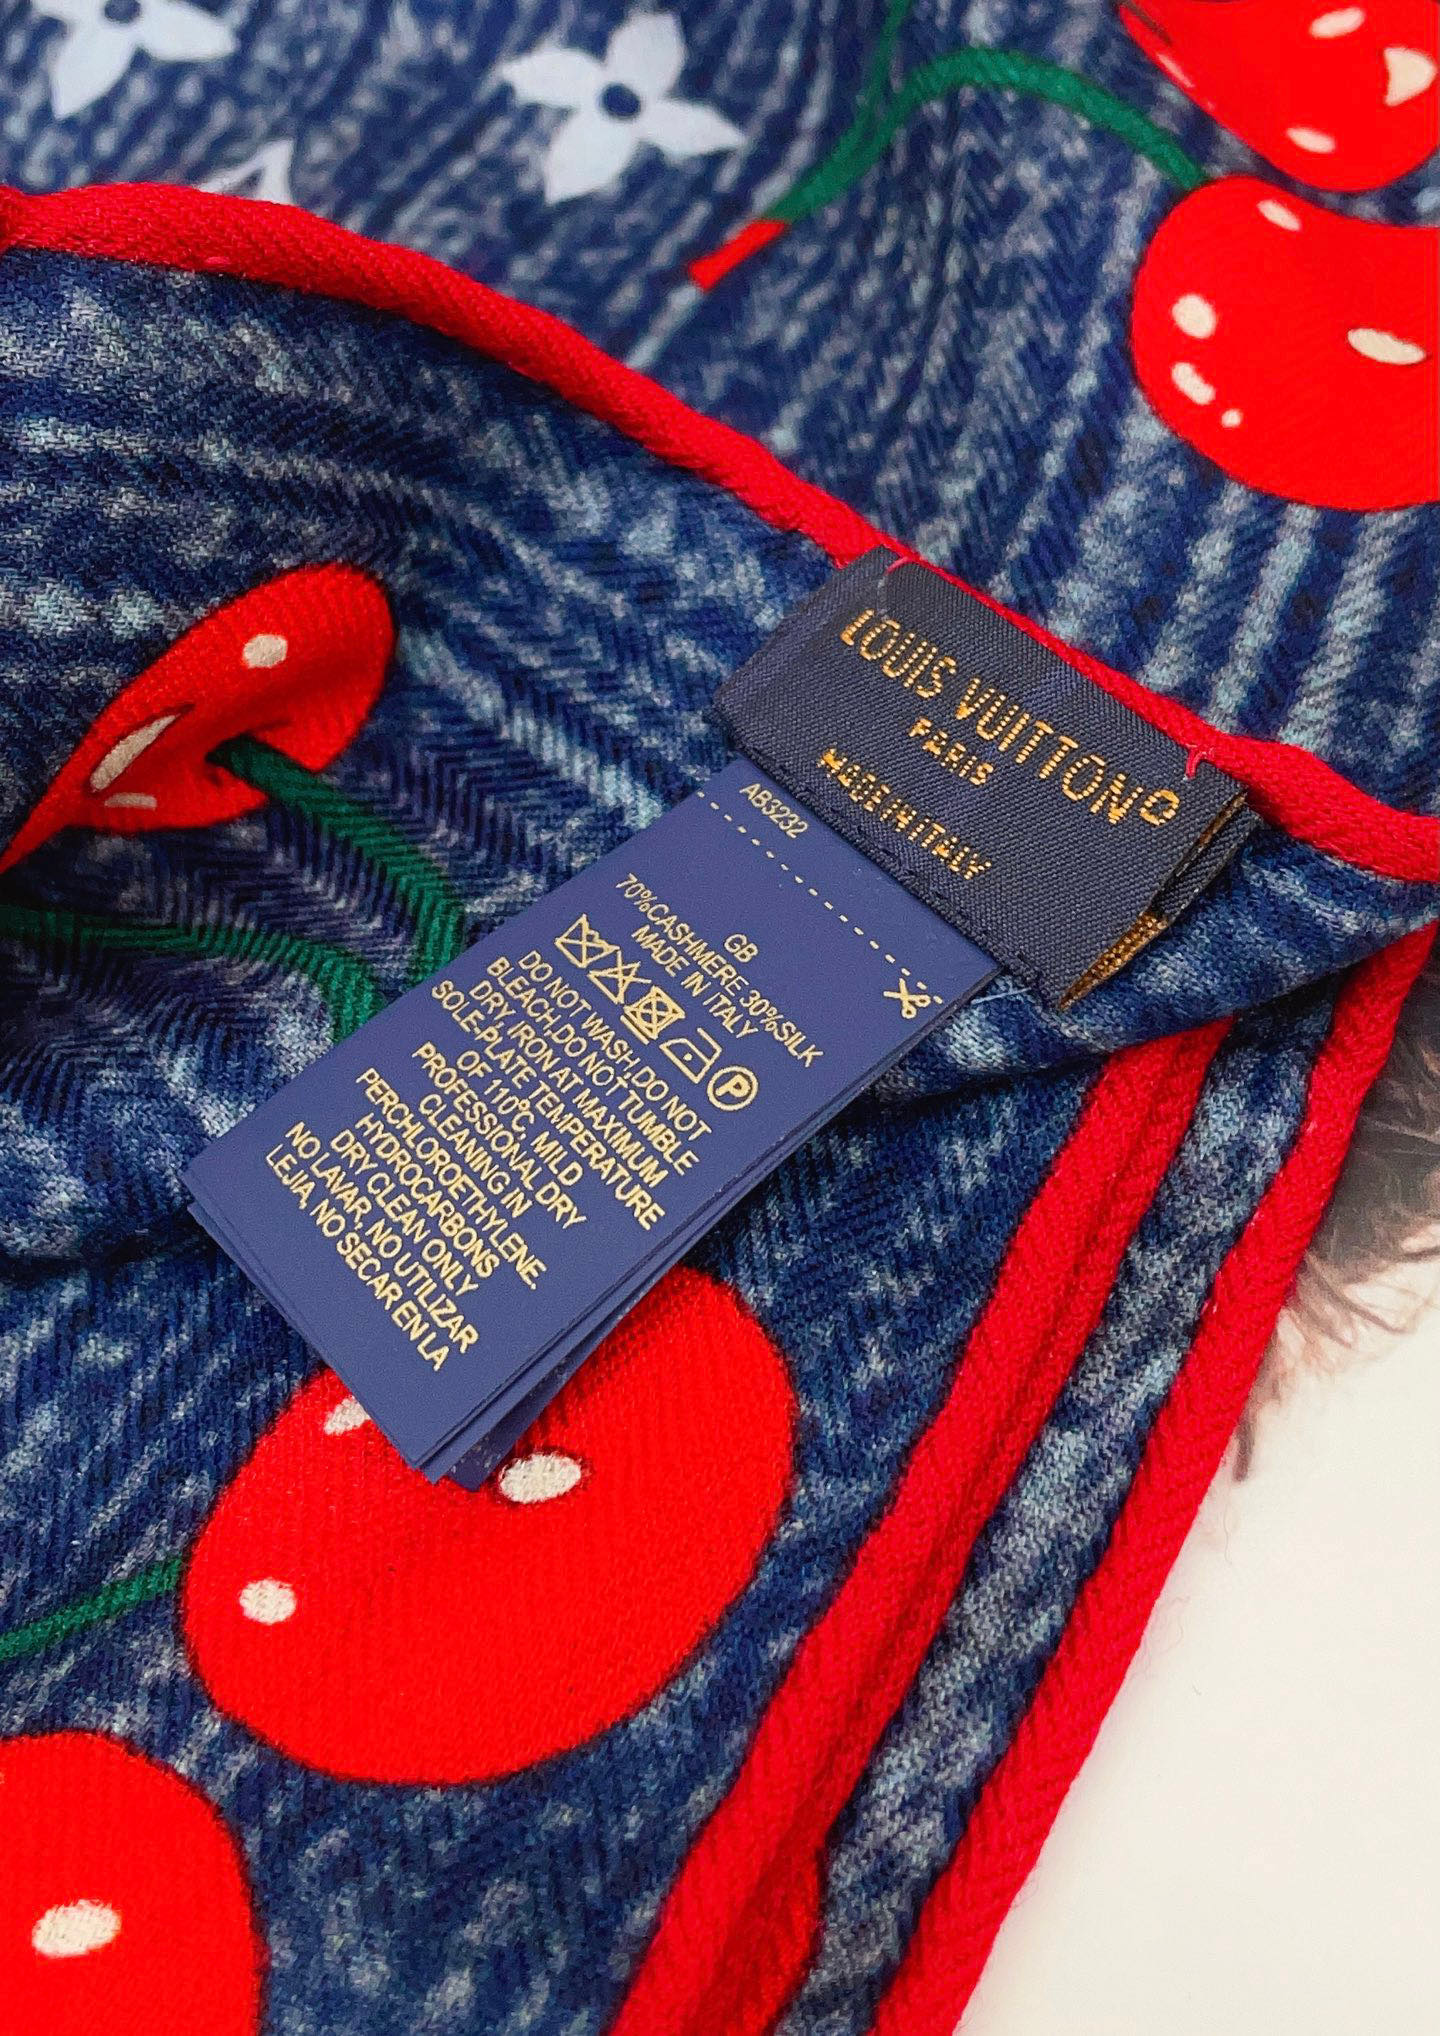 LOUIS VUITTON®
PARIS
MADE IN ITALY
AB3232
GB
70%CASHMERE 30%SILK
MADE IN ITALY
DO NOT WASH,DO NOT
BLEACH,DO NOT TUMBLE
DRY IRON AT MAXIMUM
SOLE-PLATE TEMPERATURE
OF 110ºC, MILD
PROFESSIONAL DRY
CLEANING IN
PERCHLOROETHYLENE.
HYDROCARBONS
DRY CLEAN ONLY
NO LAVAR, NO UTILIZAR
LEJIA, NO SECAR EN LA